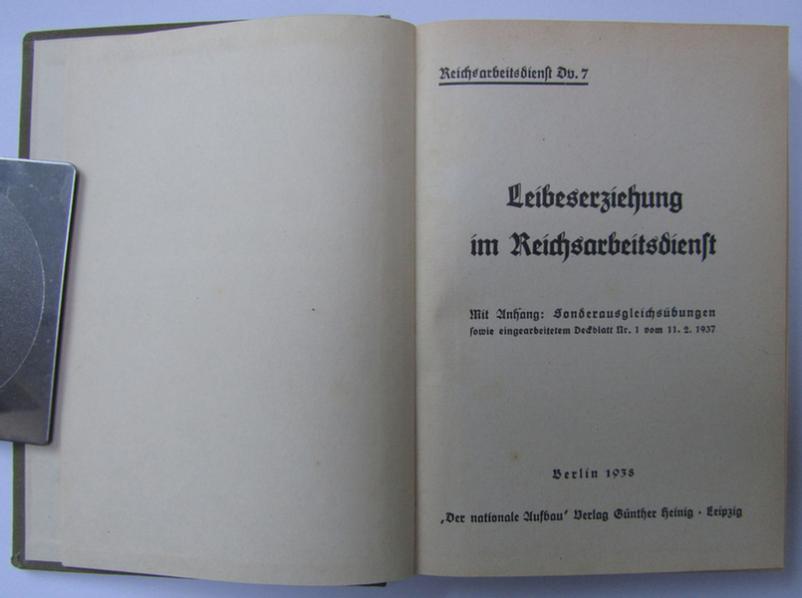 Reichsarbeitsdienst Dv. 7
Leibeserziehung
im Reichsarbeitsdienst
Mit Anhang: Sonderausgleichsübungen
sowie eingearbeitetem Deckblatt Nr. 1 vom 11. 2. 1937
Berlin 1938
„Der nationale Aufbau“ Verlag Günther Heinig · Leipzig